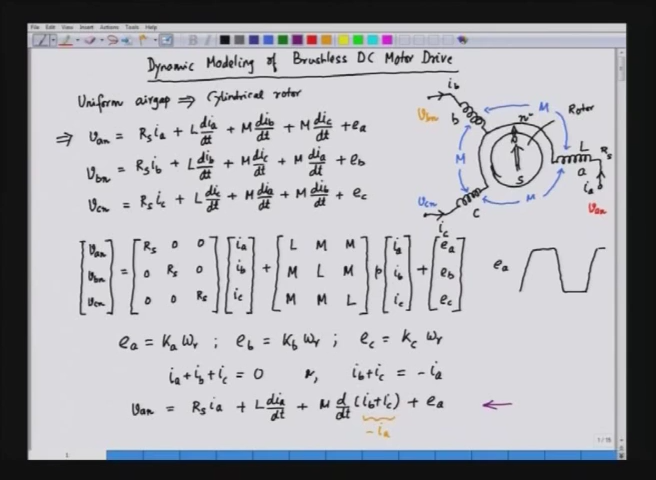 File Edit View Insert Actions Tools Help
Dynamic Modeling of Brushless DC Motor Drive
Uniform airgap ⇒ Cylindrical rotor
⇒ Van = Rs ia + L dia/dt + M dib/dt + M dic/dt + ea
Vbn = Rs ib + L dib/dt + M dic/dt + M dia/dt + eb
Vcn = Rs ic + L dic/dt + M dia/dt + M dib/dt + ec
ib
Vbn
b
M
N
Rotor
M
L
Rs
S
a
ia
Vcn
M
Van
c
ic
[Van Vbn Vcn] = [Rs 0 0; 0 Rs 0; 0 0 Rs] [ia ib ic] + [L M M; M L M; M M L] p [ia ib ic] + [ea eb ec]
ea
ea = Ka ωr ; eb = Kb ωr ; ec = Kc ωr
ia + ib + ic = 0 or, ib + ic = -ia
Van = Rs ia + L dia/dt + M d/dt (ib + ic) + ea ←
-ia
1 / 15
1